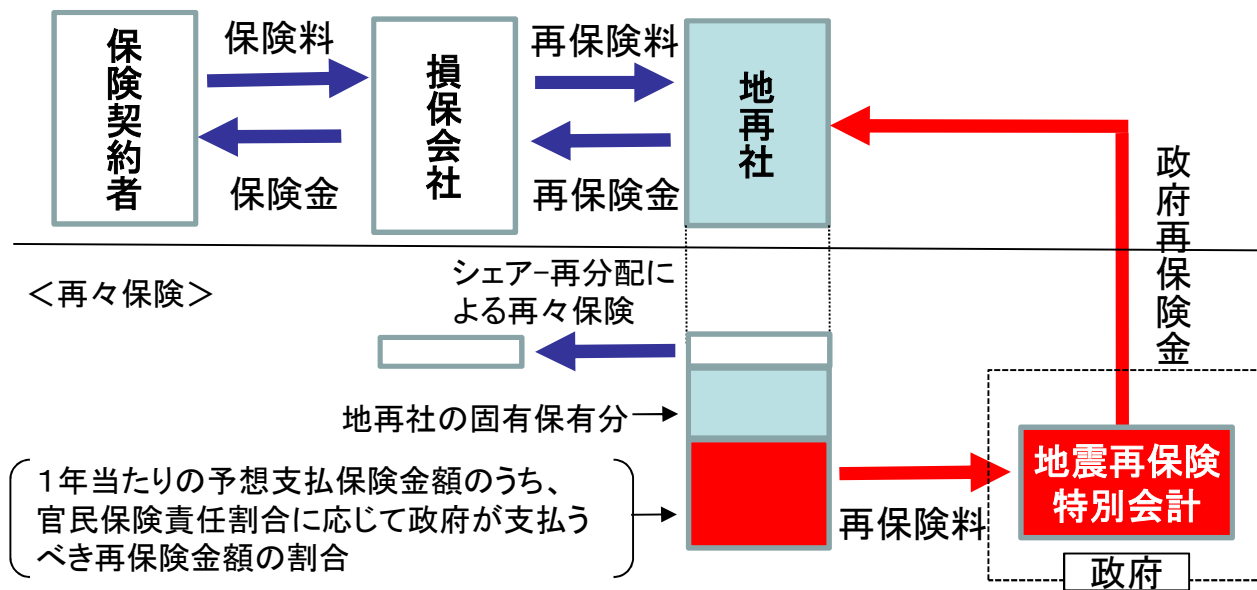 保険契約者
保険料
保険金
損保会社
再保険料
再保険金
地再社
政府再保険金
＜再々保険＞
シェア-再分配に
よる再々保険
地再社の固有保有分
１年当たりの予想支払保険金額のうち、
官民保険責任割合に応じて政府が支払う
べき再保険金額の割合
再保険料
地震再保険
特別会計
政府